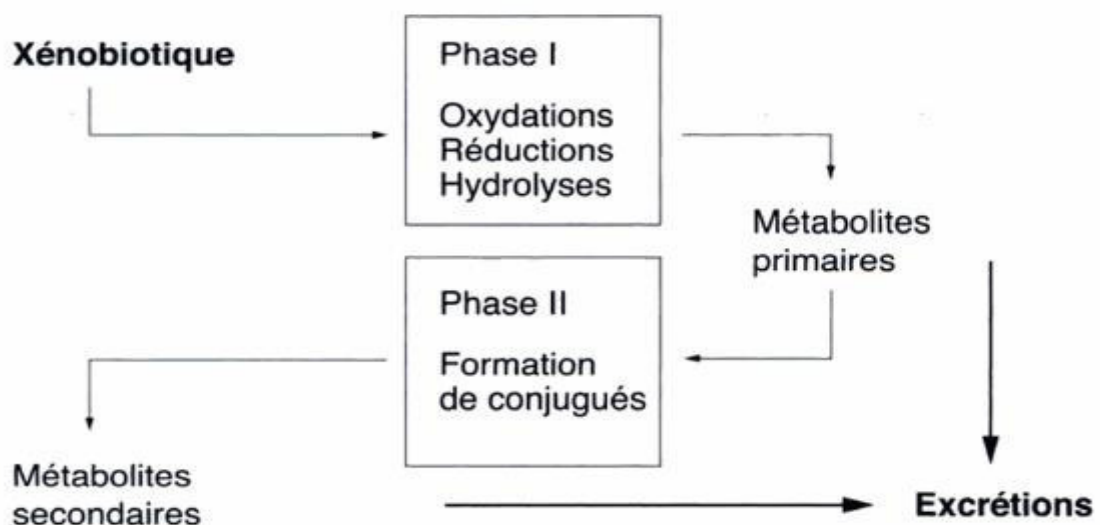 Xénobiotique
Phase I
Oxydations
Réductions
Hydrolyses
Métabolites
primaires
Phase II
Formation
de conjugués
Métabolites
secondaires
Excrétions